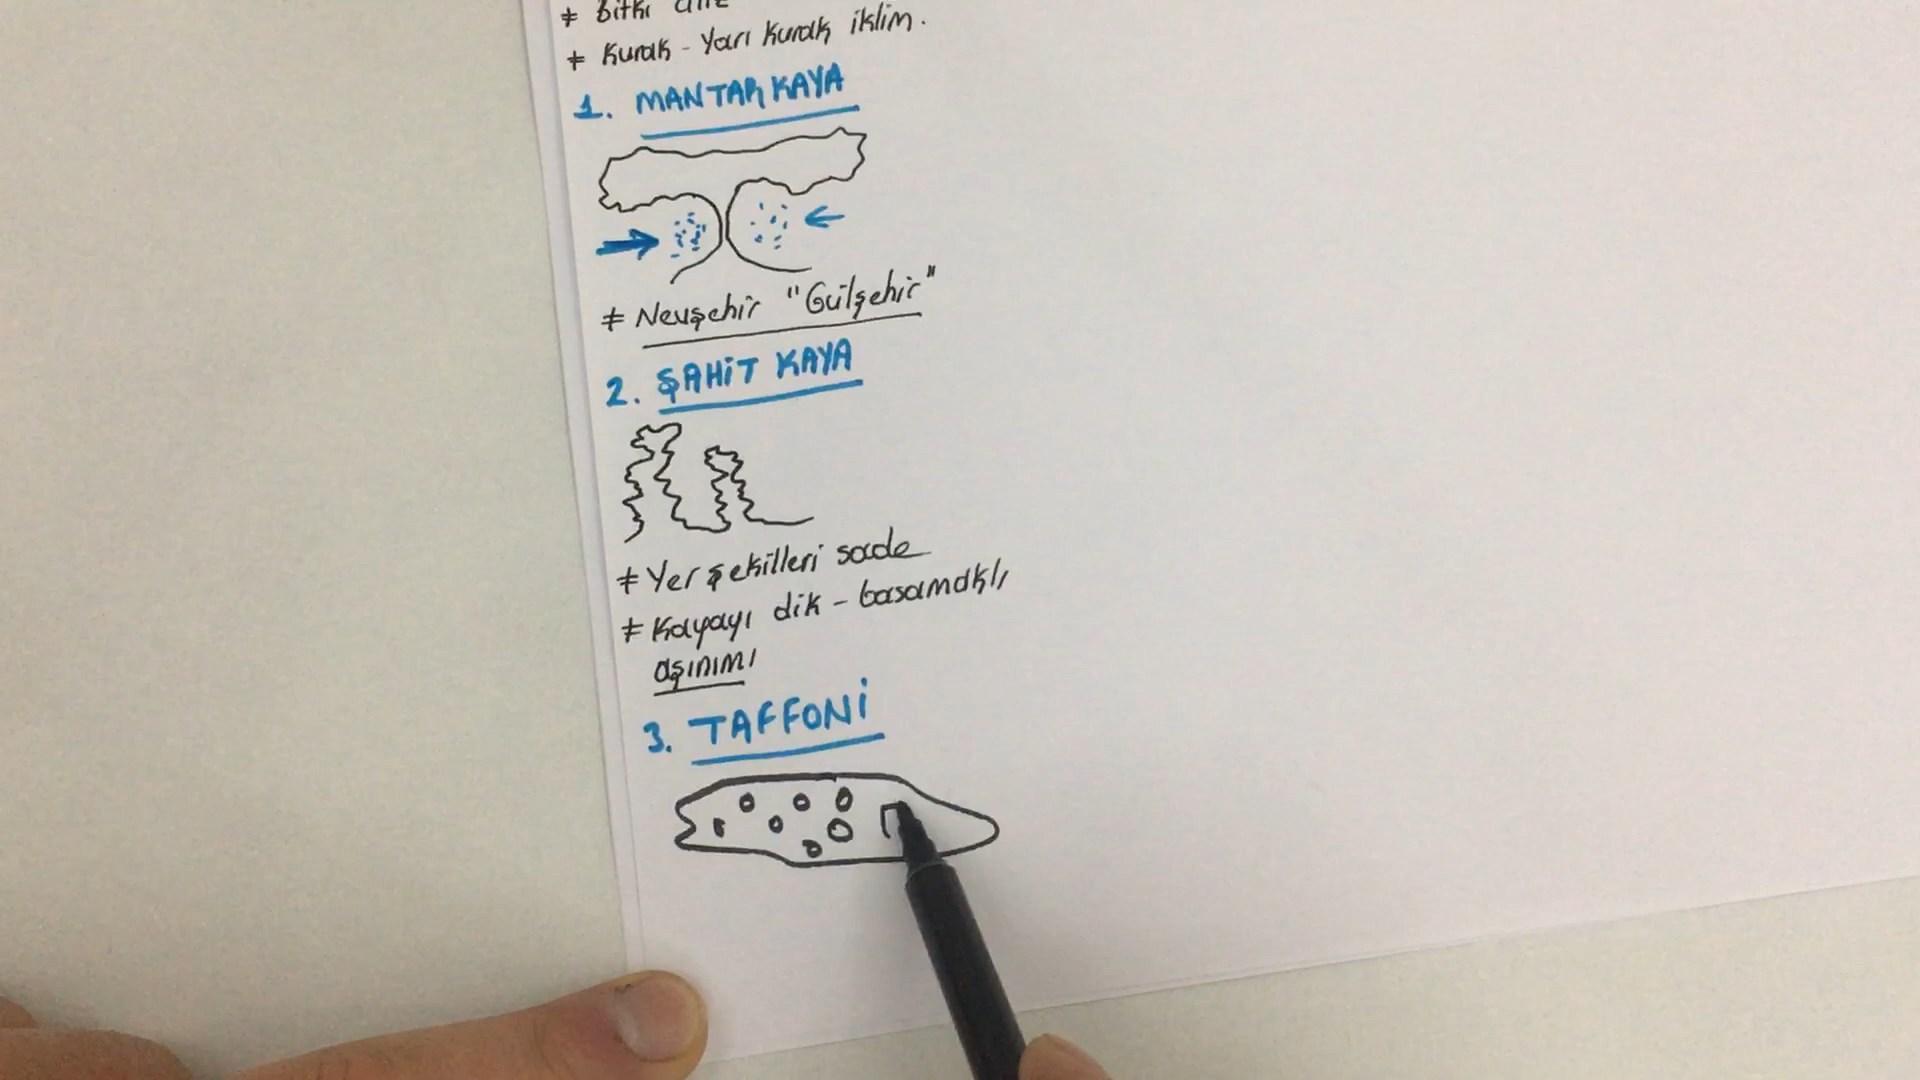 ≠ Bitki
≠ Kurak - Yarı Kurak iklim.
1. MANTAR KAYA
≠ Nevşehir "Gülşehir"
2. ŞAHİT KAYA
≠ Yer şekilleri sade
≠ Kayayı dik - basamaklı
aşınımı
3. TAFFONİ